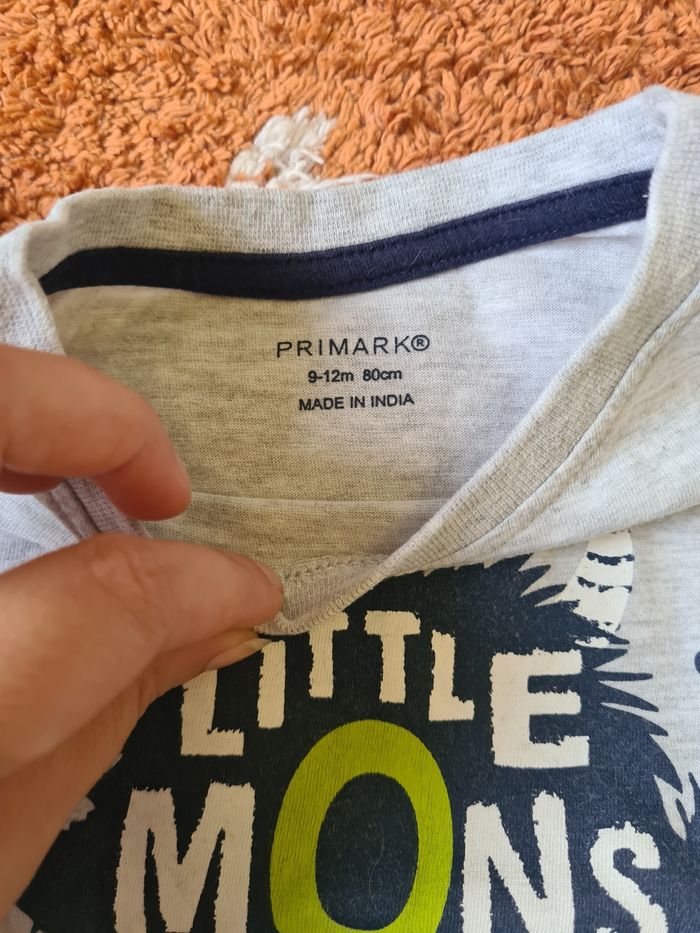 PRIMARK®
9-12m 80cm
MADE IN INDIA
LITTLE
MONS